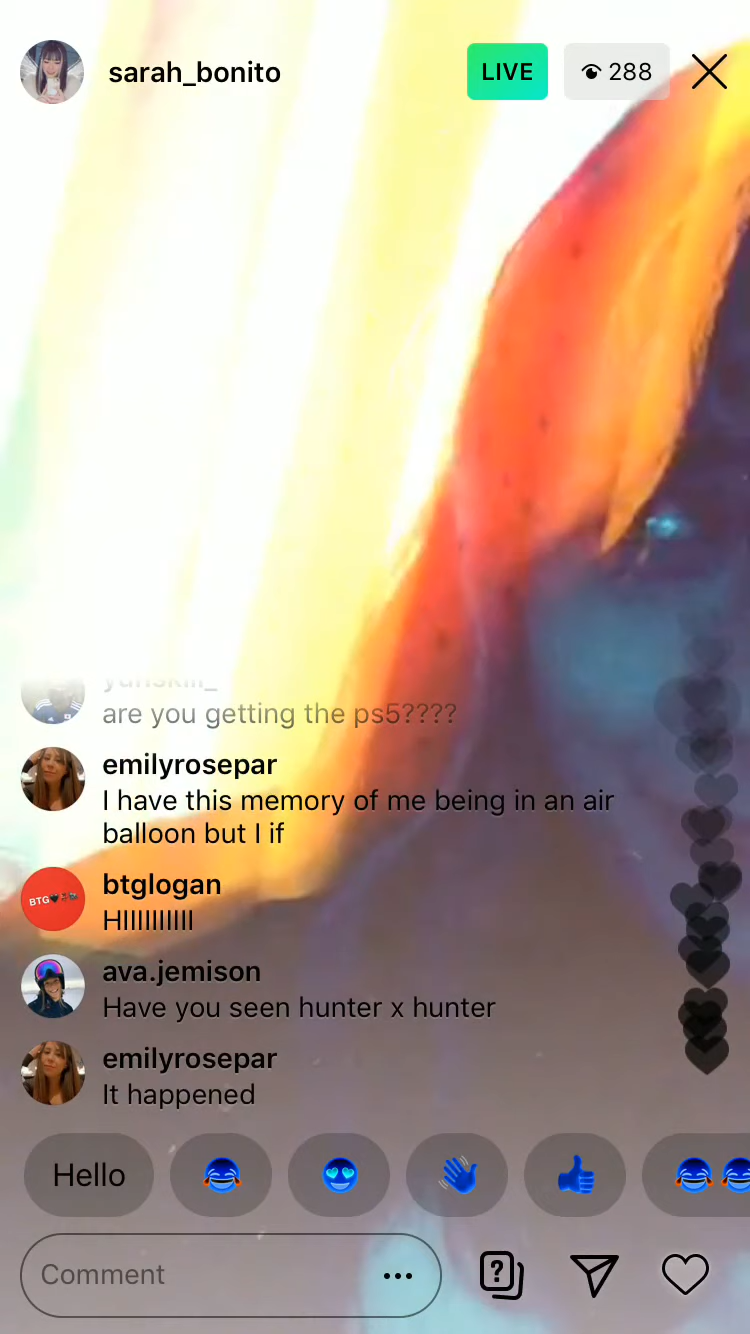 sarah_bonito
LIVE
288
are you getting the ps5????
emilyrosepar
I have this memory of me being in an air
balloon but I if
BTG
btglogan
HIIIIIIIIII
ava.jemison
Have you seen hunter x hunter
emilyrosepar
It happened
Hello
Comment